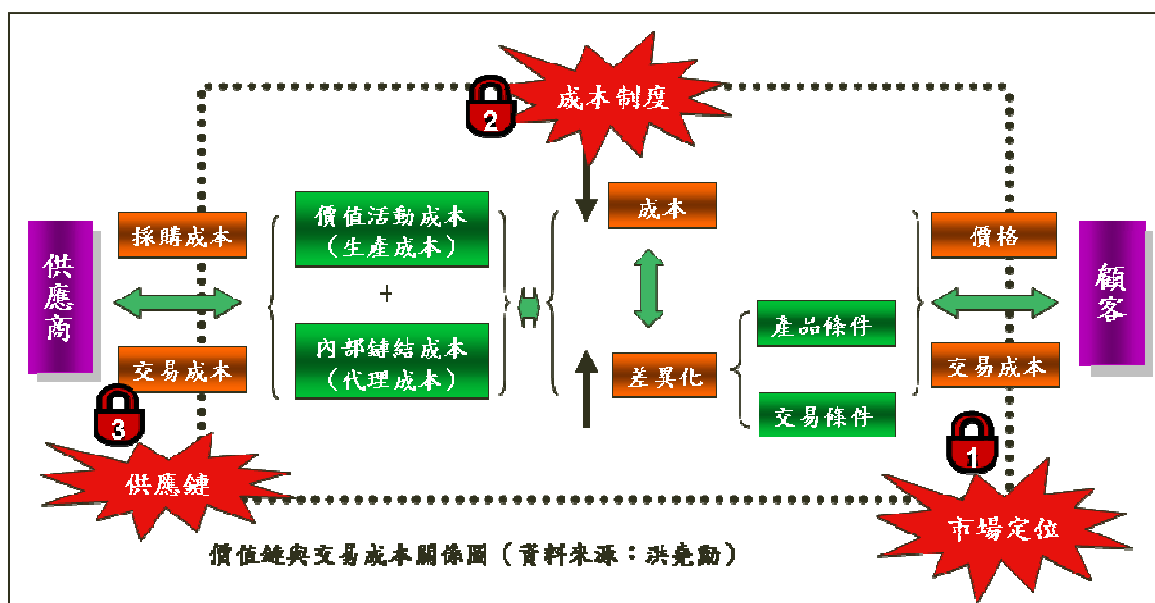 成本制度
2
供應商
採購成本
交易成本
3
供應鏈
價值活動成本
（生產成本）
+
內部鏈結成本
（代理成本）
成本
差異化
產品條件
交易條件
價格
交易成本
顧客
1
市場定位
價值鏈與交易成本關係圖（資料來源：洪堯勳）